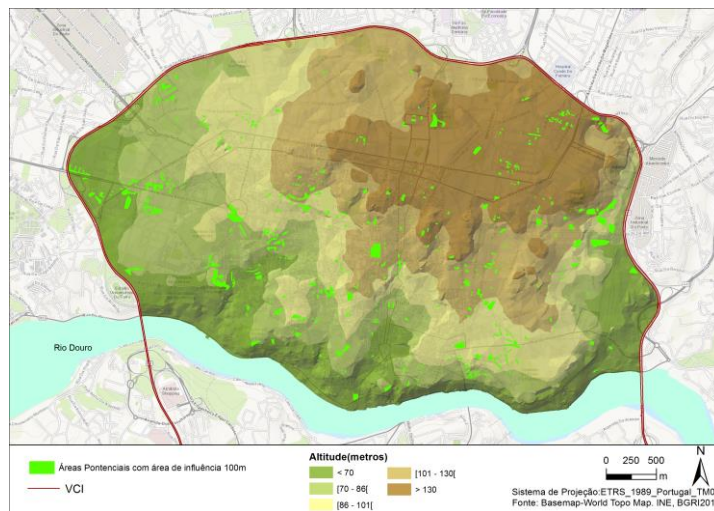 Rio Douro
Áreas Pontenciais com área de influência 100m
VCI
Altitude(metros)
< 70
[70 - 86[
[86 - 101[
[101 - 130[
> 130
0 250 500
m
N
Sistema de Projeção:ETRS_1989_Portugal_TM0
Fonte: Basemap-World Topo Map. INE, BGRI201